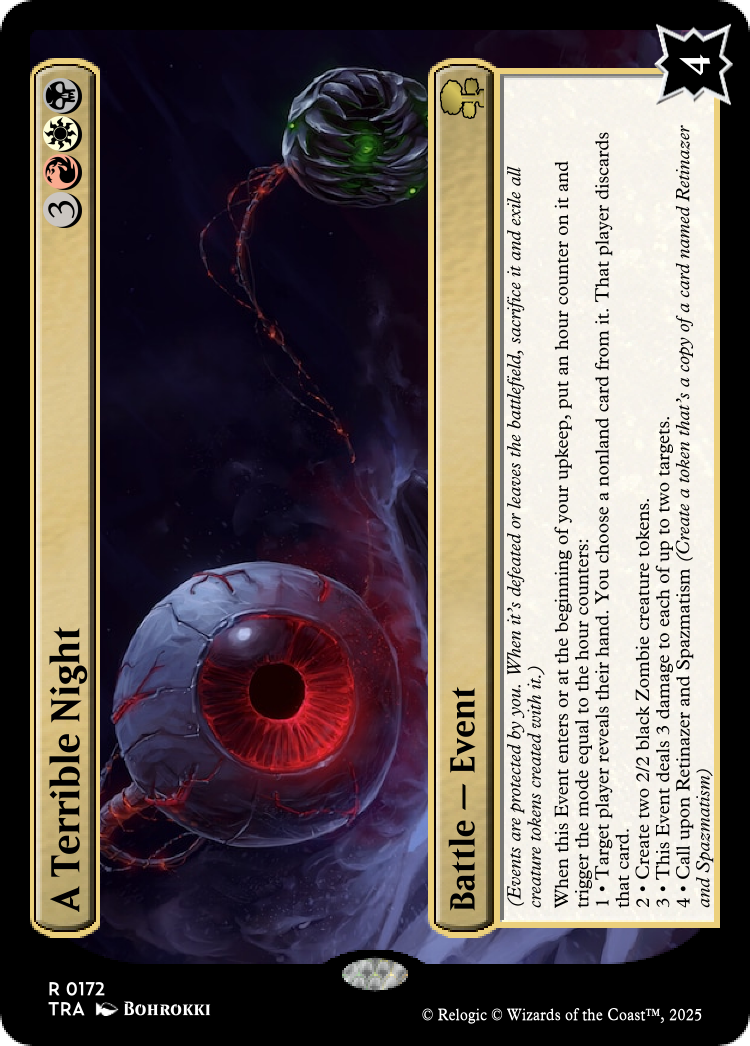 A Terrible Night
3
Battle — Event
4
(Events are protected by you. When it's defeated or leaves the battlefield, sacrifice it and exile all
creature tokens created with it.)
When this Event enters or at the beginning of your upkeep, put an hour counter on it and
trigger the mode equal to the hour counters:
1 • Target player reveals their hand. You choose a nonland card from it. That player discards
that card.
2 • Create two 2/2 black Zombie creature tokens.
3 • This Event deals 3 damage to each of up to two targets.
4 • Call upon Retinazer and Spazmatism (Create a token that's a copy of a card named Retinazer
and Spazmatism)
R 0172
TRA Bohrokki
© Relogic © Wizards of the Coast™, 2025